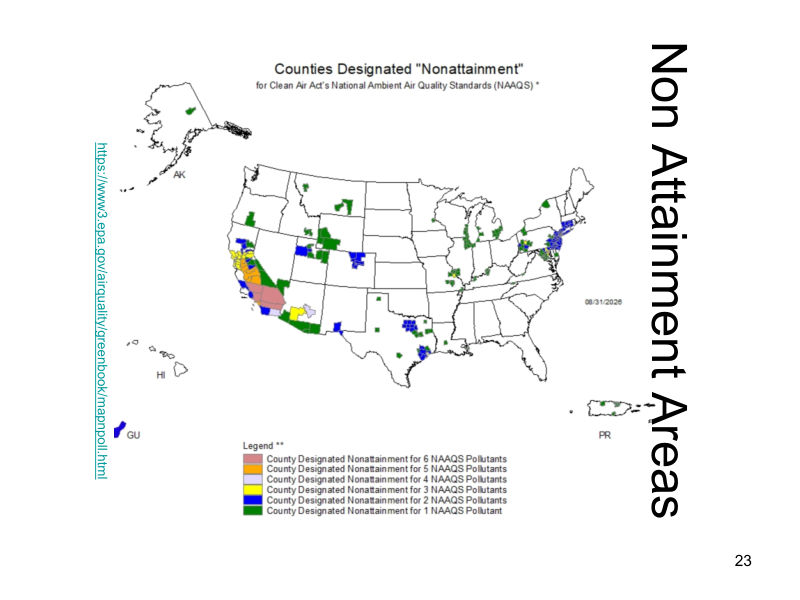 Non Attainment Areas
Counties Designated "Nonattainment"
for Clean Air Act's National Ambient Air Quality Standards (NAAQS) *
AK
https://www3.epa.gov/airquality/greenbook/mapnpoll.html
08/31/2026
HI
GU
PR
Legend **
County Designated Nonattainment for 6 NAAQS Pollutants
County Designated Nonattainment for 5 NAAQS Pollutants
County Designated Nonattainment for 4 NAAQS Pollutants
County Designated Nonattainment for 3 NAAQS Pollutants
County Designated Nonattainment for 2 NAAQS Pollutants
County Designated Nonattainment for 1 NAAQS Pollutant
23